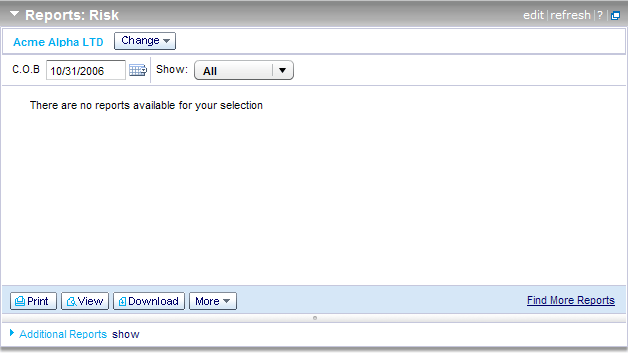 Reports: Risk edit | refresh | ? |
Acme Alpha LTD Change
C.O.B 10/31/2006 Show: All
There are no reports available for your selection
Print View Download More Find More Reports
Additional Reports show